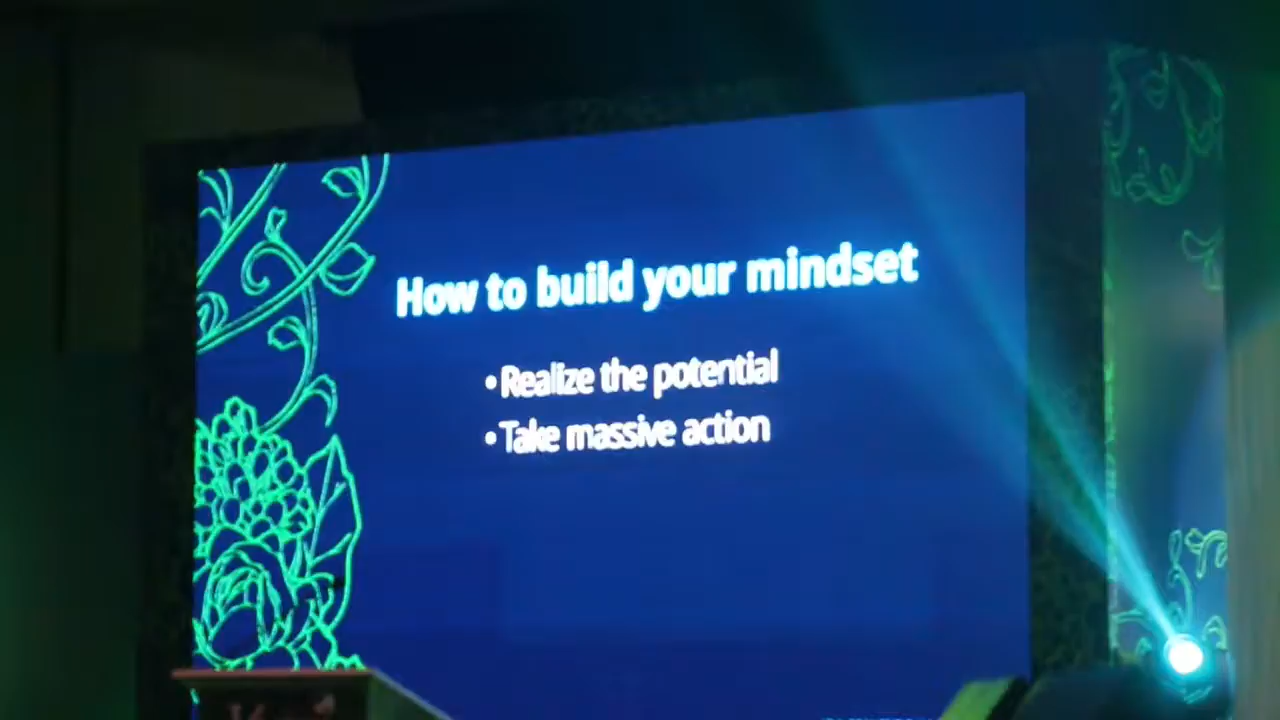 How to build your mindset
• Realize the potential
• Take massive action